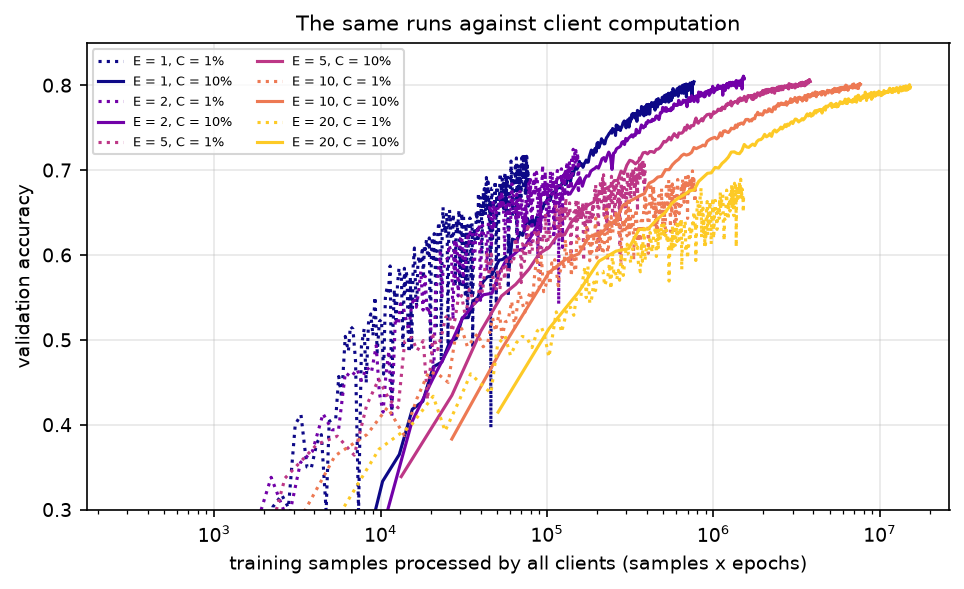 The same runs against client computation
E = 1, C = 1%
E = 1, C = 10%
E = 2, C = 1%
E = 2, C = 10%
E = 5, C = 1%
E = 5, C = 10%
E = 10, C = 1%
E = 10, C = 10%
E = 20, C = 1%
E = 20, C = 10%
validation accuracy
0.8
0.7
0.6
0.5
0.4
0.3
10³ 10⁴ 10⁵ 10⁶ 10⁷
training samples processed by all clients (samples x epochs)